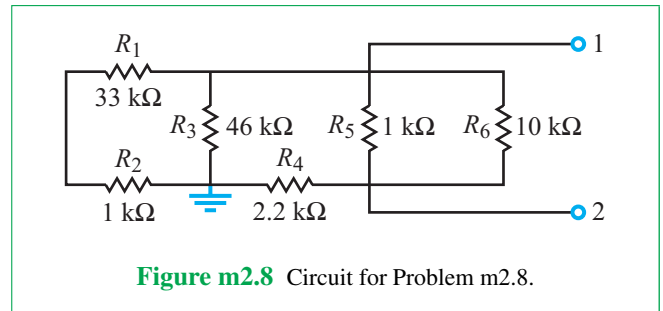 R1
1
33 kΩ
R3 46 kΩ R5 1 kΩ R6 10 kΩ
R2 R4
1 kΩ 2.2 kΩ
2
Figure m2.8 Circuit for Problem m2.8.